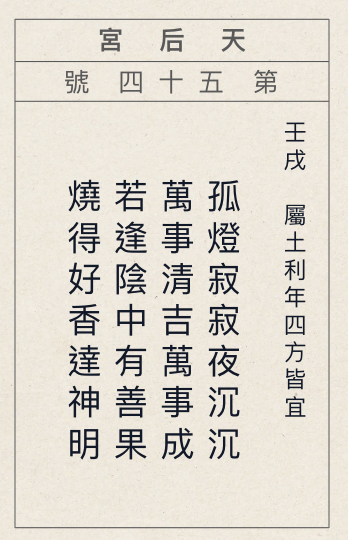 天后宮
第五十四號
壬戌　屬土利年四方皆宜
孤燈寂寂夜沉沉
萬事清吉萬事成
若逢陰中有善果
燒得好香達神明